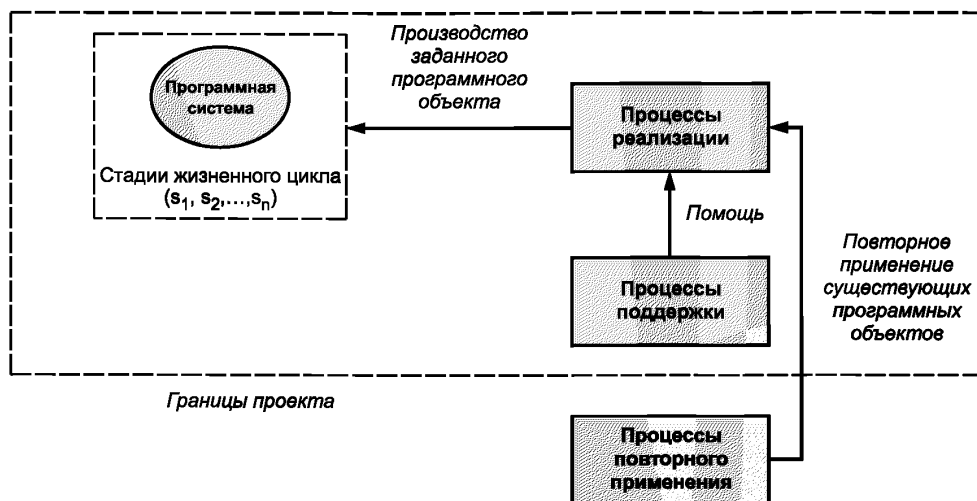 Производство
заданного
программного
объекта
Программная
система
Стадии жизненного цикла
(s1, s2,...,sn)
Процессы
реализации
Помощь
Процессы
поддержки
Повторное
применение
существующих
программных
объектов
Границы проекта
Процессы
повторного
применения